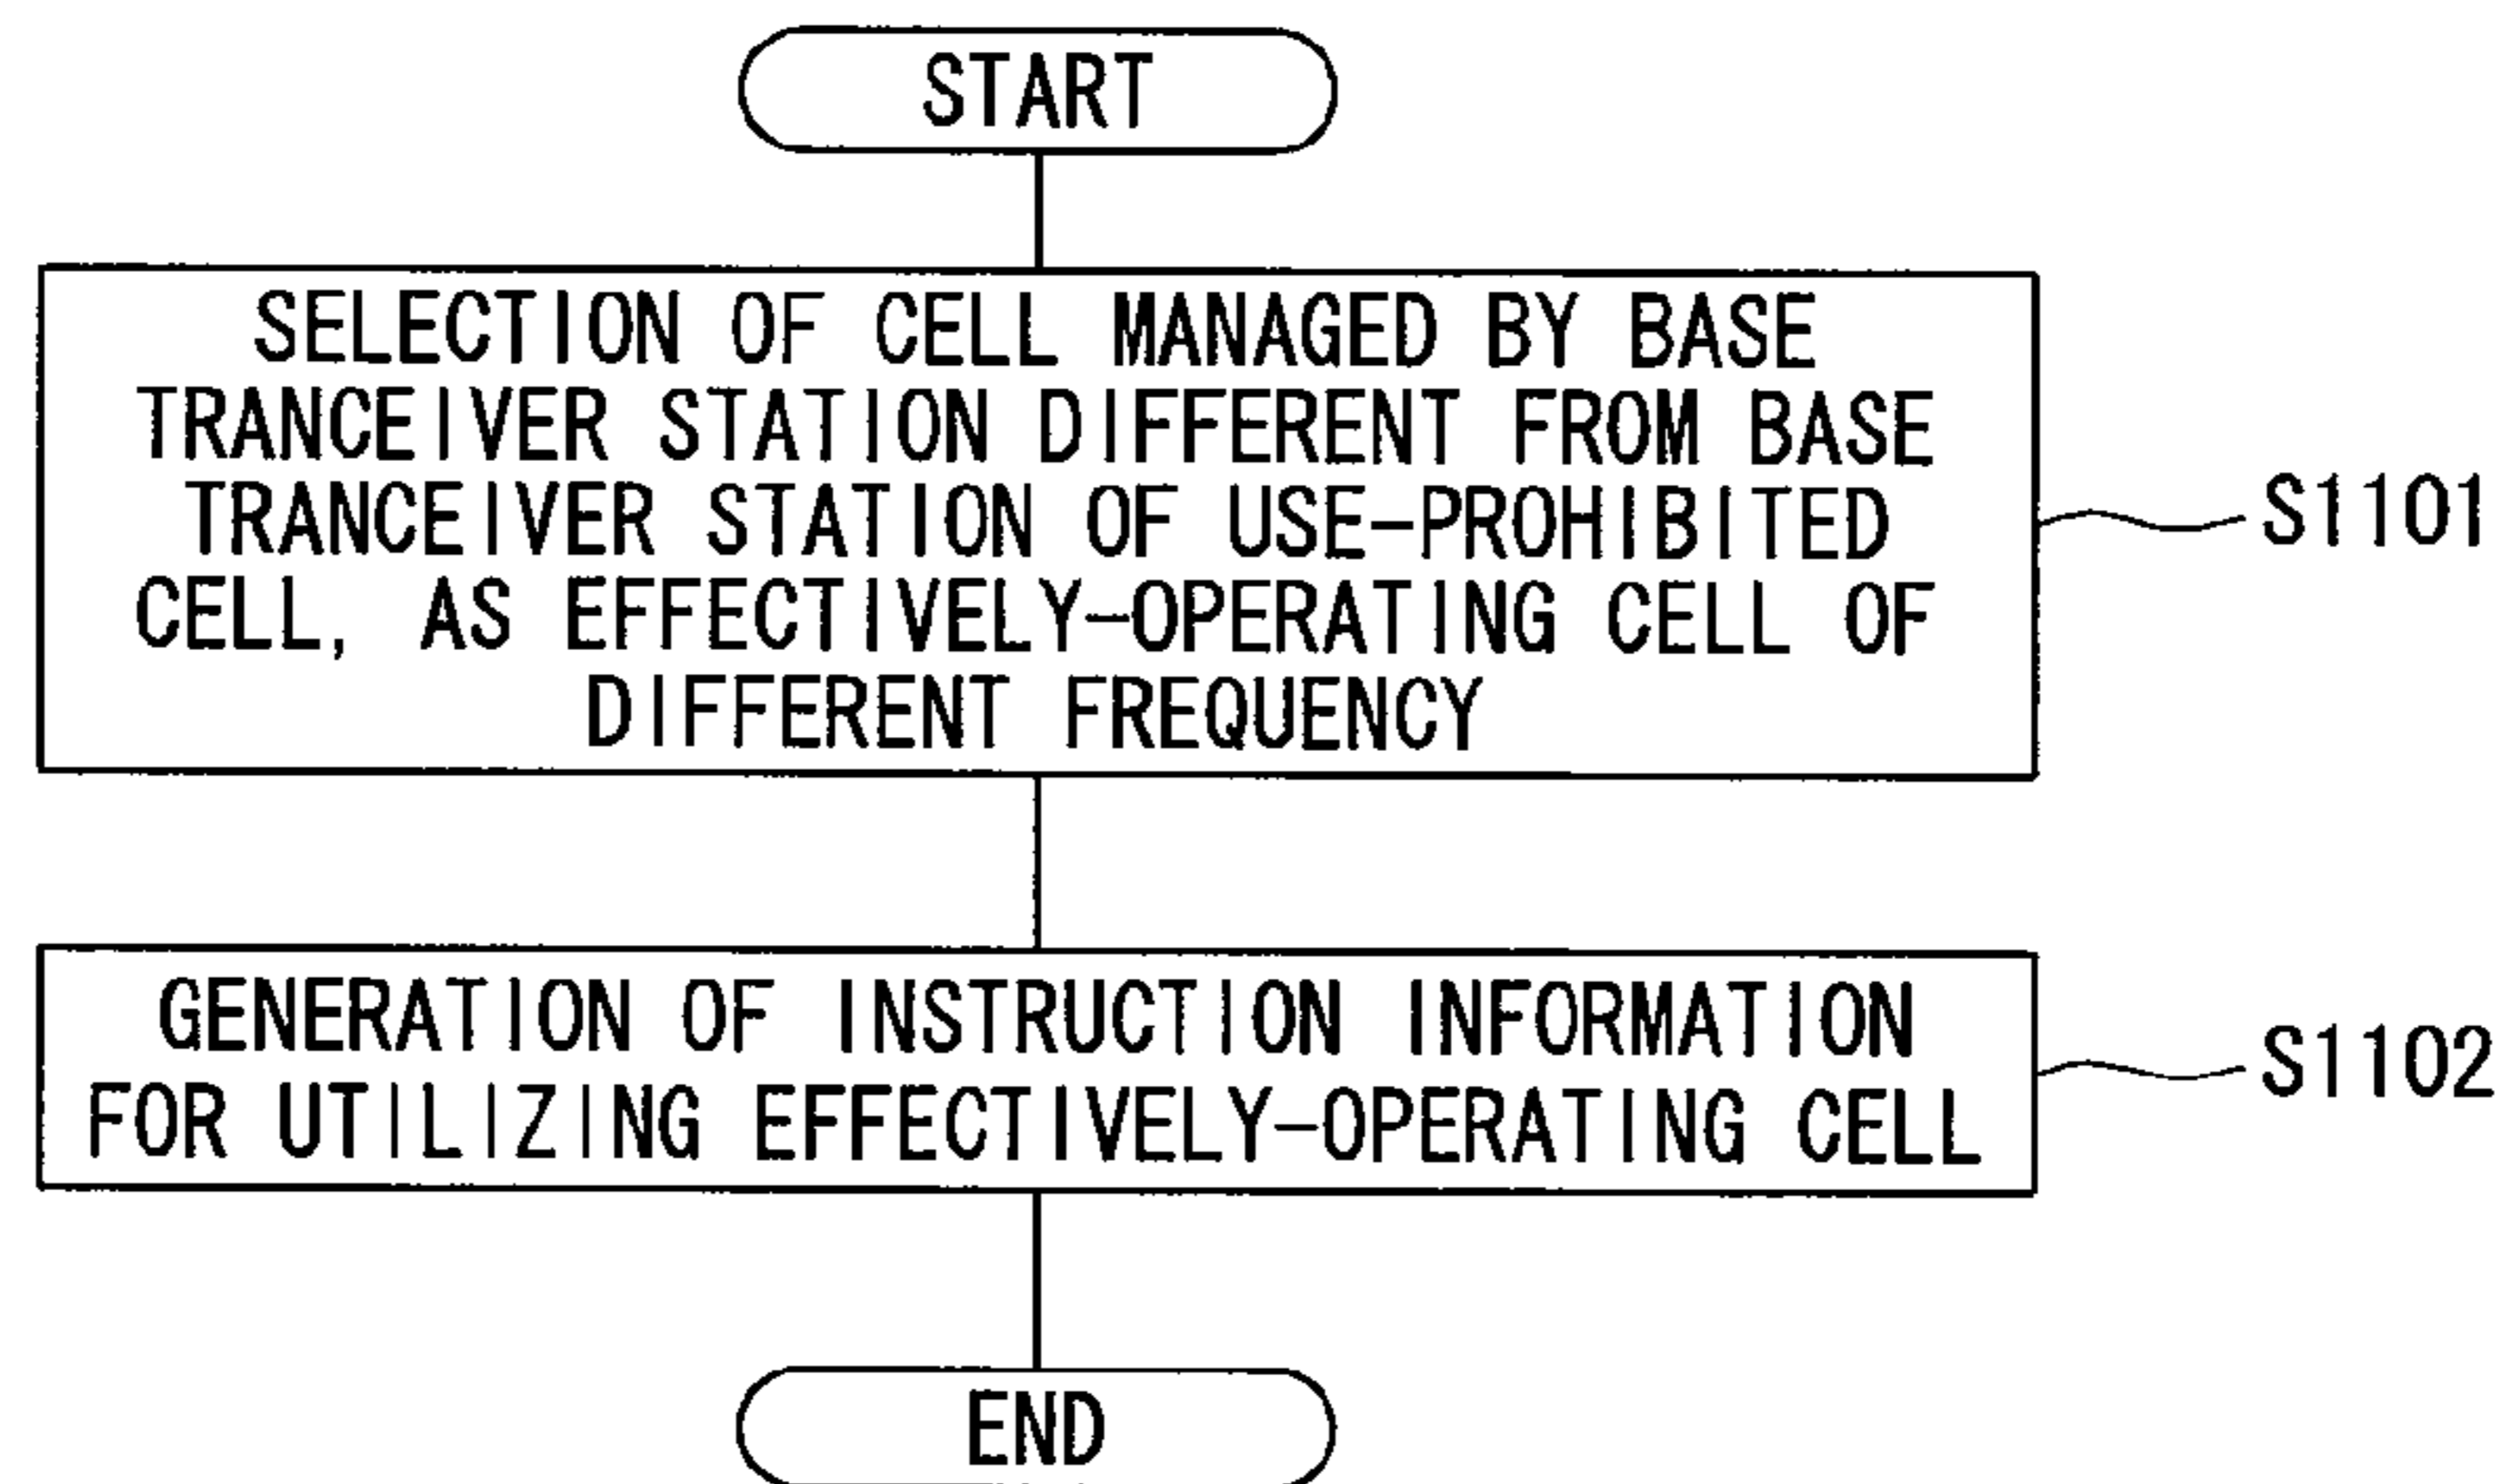 START
SELECTION OF CELL MANAGED BY BASE
TRANCEIVER STATION DIFFERENT FROM BASE
TRANCEIVER STATION OF USE-PROHIBITED
CELL, AS EFFECTIVELY-OPERATING CELL OF
DIFFERENT FREQUENCY
S1101
GENERATION OF INSTRUCTION INFORMATION
FOR UTILIZING EFFECTIVELY-OPERATING CELL
S1102
END